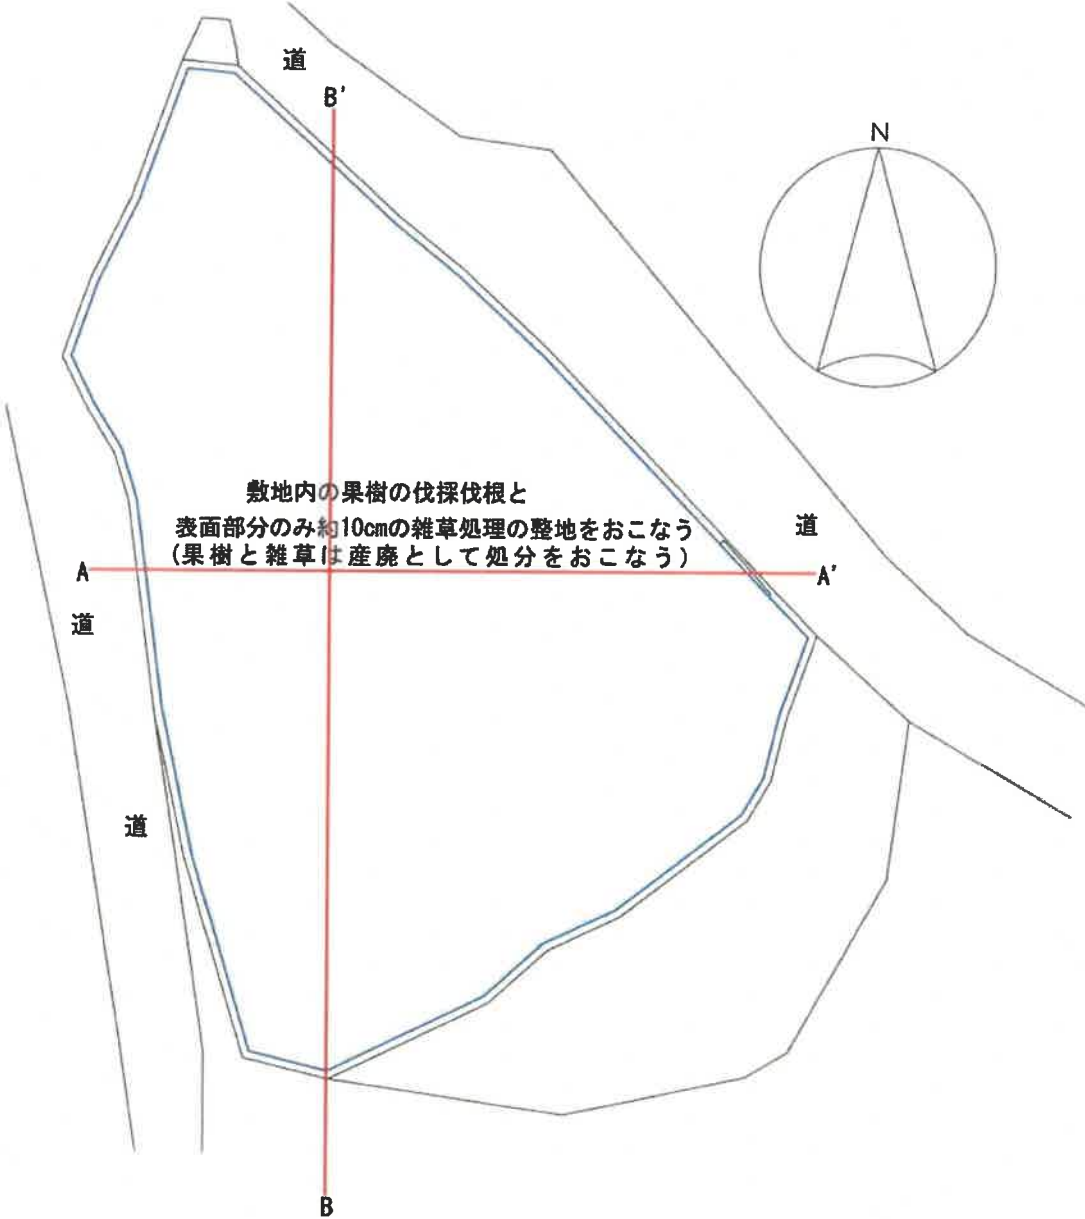 道
B'
N
敷地内の果樹の伐採伐根と
表面部分のみ約10cmの雑草処理の整地をおこなう
(果樹と雑草は産廃として処分をおこなう)
道
A
A'
道
道
B